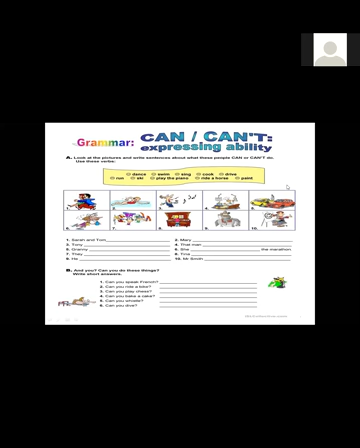 Grammar: CAN / CAN'T:
expressing ability
A. Look at the pictures and write sentences about what these people CAN or CAN'T do.
Use these verbs:
dance swim sing cook drive
run ski play the piano ride a horse paint
1. 2. 3. 4. 5.
6. 7. 8. 9. 10.
1. Sarah and Tom
2. Mary
3. Tony
4. That man
5. Granny
6. She the marathon
7. They
8. Tina
9. He
10. Mr Smith
B. And you? Can you do these things?
Write short answers.
1. Can you speak French?
2. Can you ride a bike?
3. Can you play chess?
4. Can you bake a cake?
5. Can you whistle?
6. Can you dive?